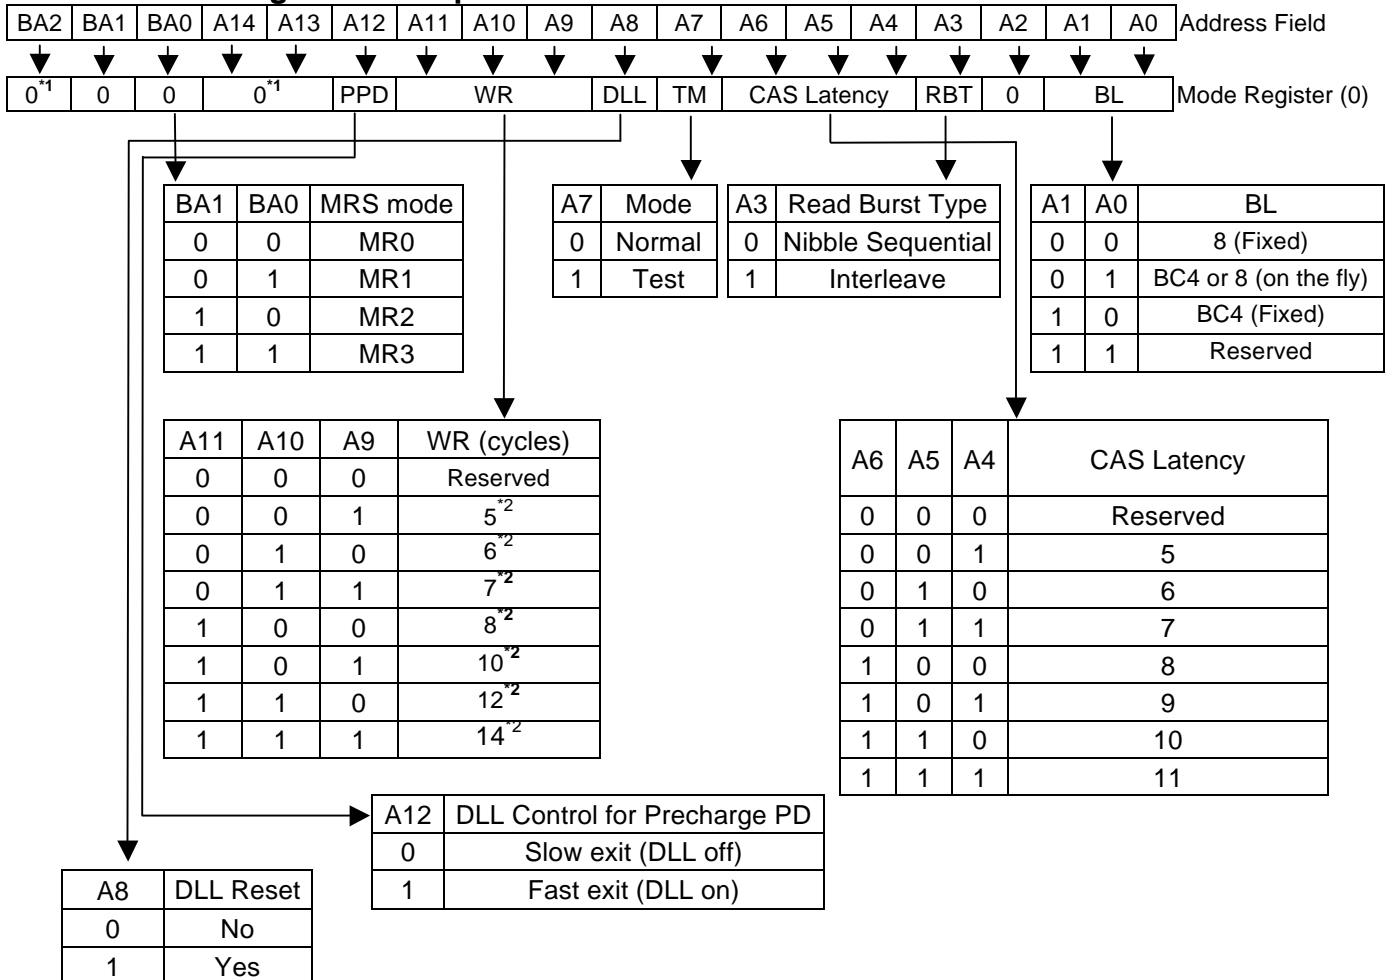 BA2 BA1 BA0 A14 A13 A12 A11 A10 A9 A8 A7 A6 A5 A4 A3 A2 A1 A0 Address Field
0*1 0 0 0*1 PPD WR DLL TM CAS Latency RBT 0 BL Mode Register (0)
BA1 BA0 MRS mode
0 0 MR0
0 1 MR1
1 0 MR2
1 1 MR3
A7 Mode
0 Normal
1 Test
A3 Read Burst Type
0 Nibble Sequential
1 Interleave
A1 A0 BL
0 0 8 (Fixed)
0 1 BC4 or 8 (on the fly)
1 0 BC4 (Fixed)
1 1 Reserved
A11 A10 A9 WR (cycles)
0 0 0 Reserved
0 0 1 5*2
0 1 0 6*2
0 1 1 7*2
1 0 0 8*2
1 0 1 10*2
1 1 0 12*2
1 1 1 14*2
A6 A5 A4 CAS Latency
0 0 0 Reserved
0 0 1 5
0 1 0 6
0 1 1 7
1 0 0 8
1 0 1 9
1 1 0 10
1 1 1 11
A12 DLL Control for Precharge PD
0 Slow exit (DLL off)
1 Fast exit (DLL on)
A8 DLL Reset
0 No
1 Yes